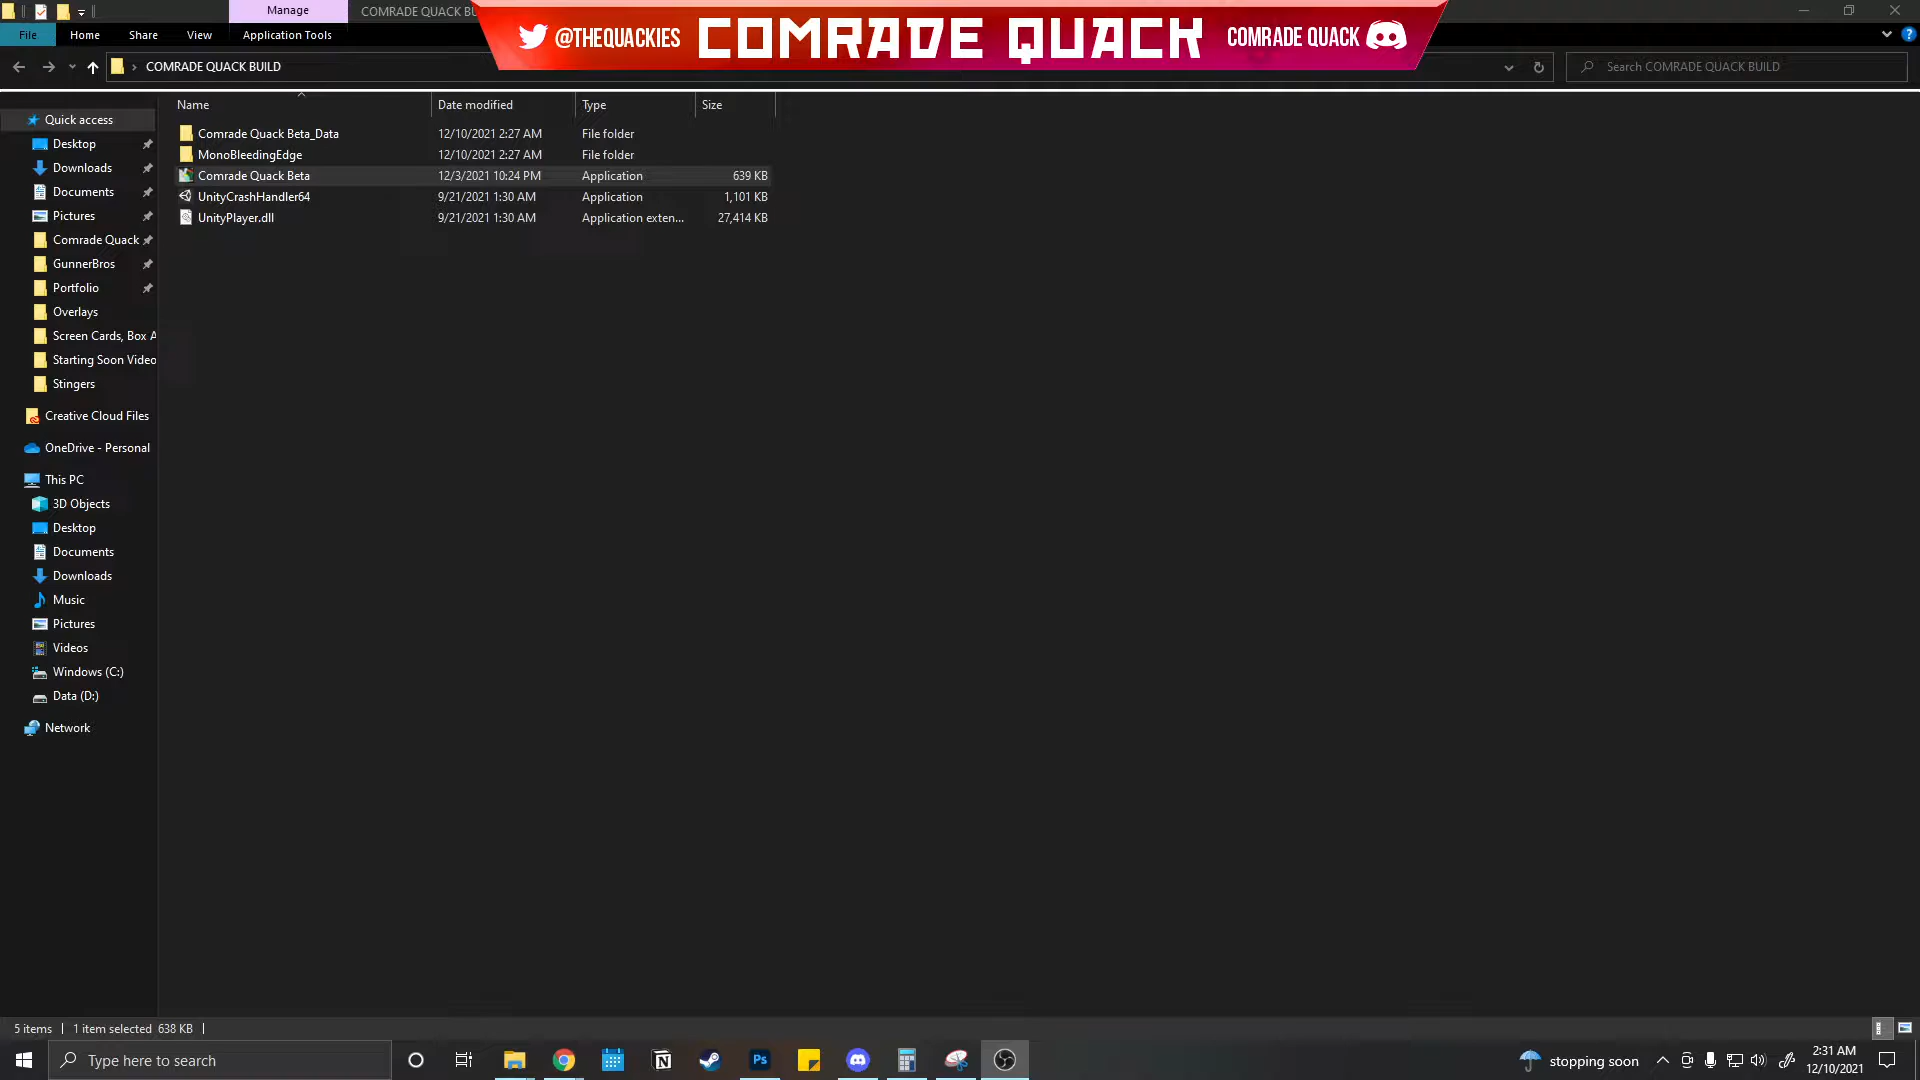 Manage
COMRADE QUACK BU
File
Home
Share
View
Application Tools
@THEQUACKIES
COMRADE QUACK
COMRADE QUACK
COMRADE QUACK BUILD
Search COMRADE QUACK BUILD
Name
Date modified
Type
Size
Comrade Quack Beta_Data
12/10/2021 2:27 AM
File folder
MonoBleedingEdge
12/10/2021 2:27 AM
File folder
Comrade Quack Beta
12/3/2021 10:24 PM
Application
639 KB
UnityCrashHandler64
9/21/2021 1:30 AM
Application
1,101 KB
UnityPlayer.dll
9/21/2021 1:30 AM
Application exten...
27,414 KB
Quick access
Desktop
Downloads
Documents
Pictures
Comrade Quack
GunnerBros
Portfolio
Overlays
Screen Cards, Box A
Starting Soon Video
Stingers
Creative Cloud Files
OneDrive - Personal
This PC
3D Objects
Desktop
Documents
Downloads
Music
Pictures
Videos
Windows (C:)
Data (D:)
Network
5 items
1 item selected 638 KB
Type here to search
Ps
stopping soon
2:31 AM
12/10/2021